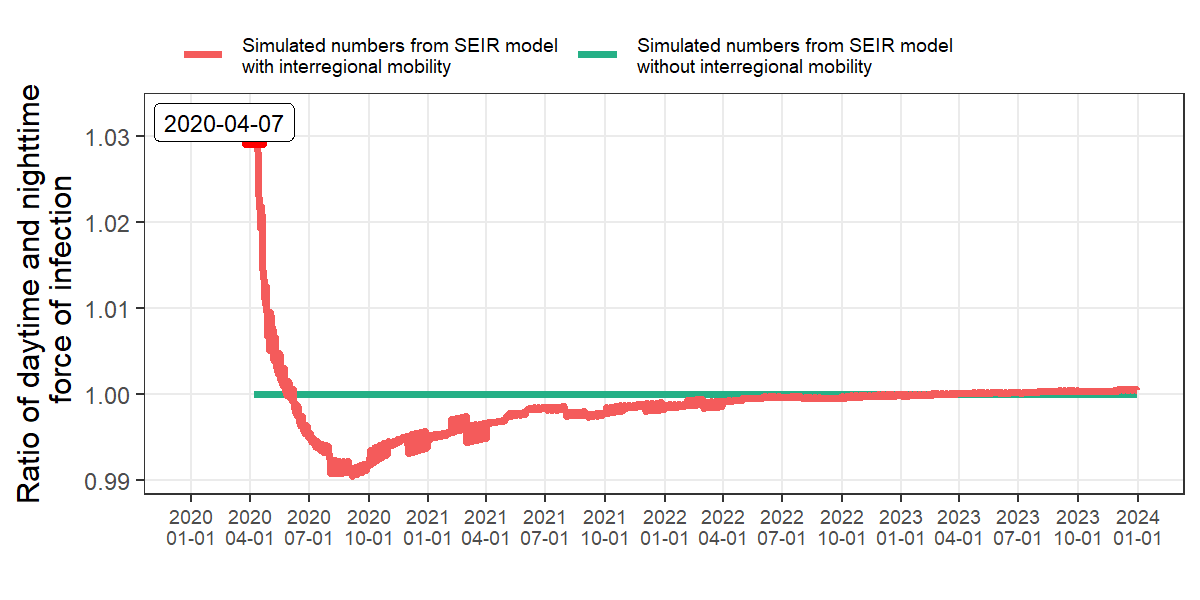 Simulated numbers from SEIR model
with interregional mobility
Simulated numbers from SEIR model
without interregional mobility
Ratio of daytime and nighttime
force of infection
2020-04-07
1.03
1.02
1.01
1.00
0.99
2020 2020 2020 2020 2021 2021 2021 2021 2022 2022 2022 2022 2023 2023 2023 2023 2024
01-01 04-01 07-01 10-01 01-01 04-01 07-01 10-01 01-01 04-01 07-01 10-01 01-01 04-01 07-01 10-01 01-01